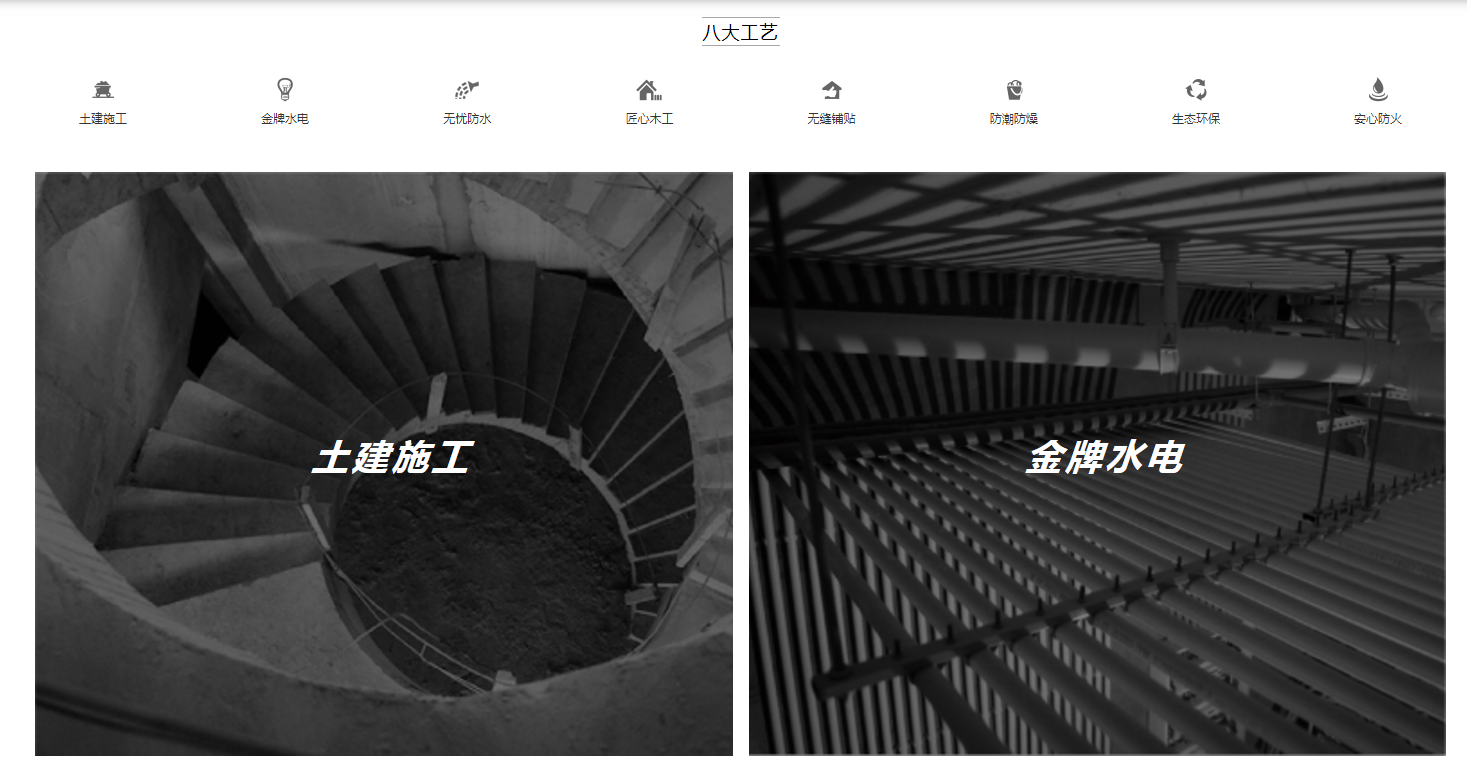 八大工艺
土建施工 金牌水电 无忧防水 匠心木工 无缝铺贴 防潮防燥 生态环保 安心防火
土建施工 金牌水电